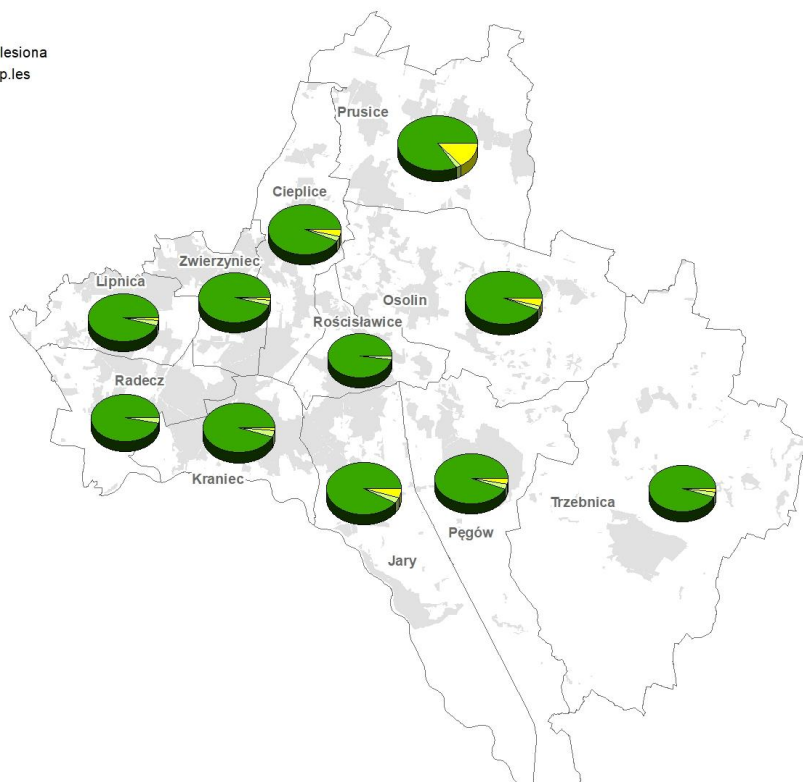 lesiona
p.les
Prusice
Cieplice
Zwierzyniec
Lipnica
Osolin
Rościsławice
Radecz
Kraniec
Trzebnica
Pęgów
Jary